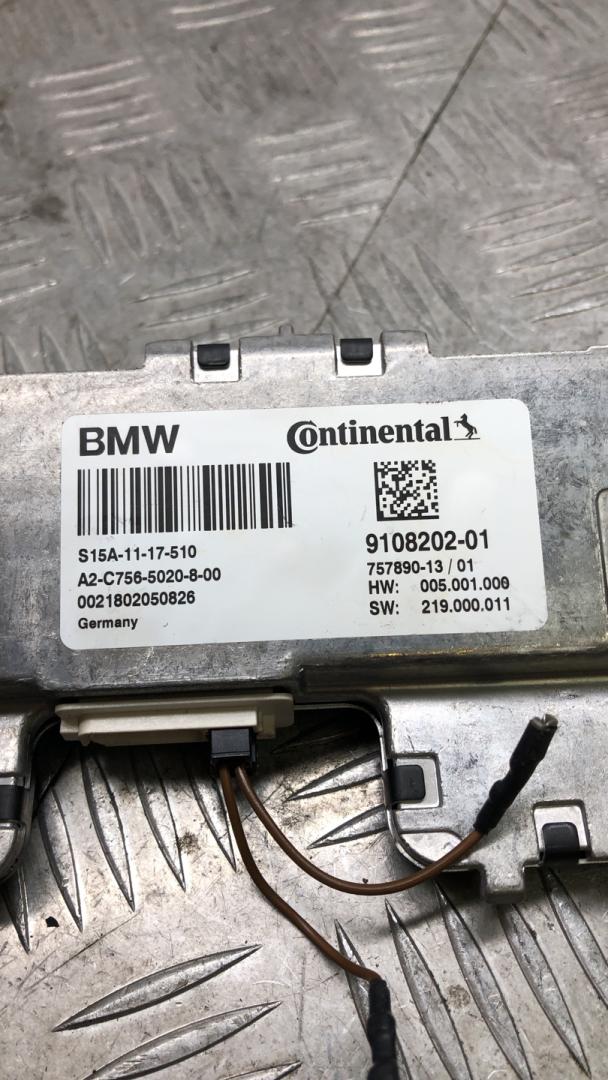 BMW
Continental
S15A-11-17-510
A2-C756-5020-8-00
0021802050826
Germany
9108202-01
757890-13 / 01
HW: 005.001.000
SW: 219.000.011